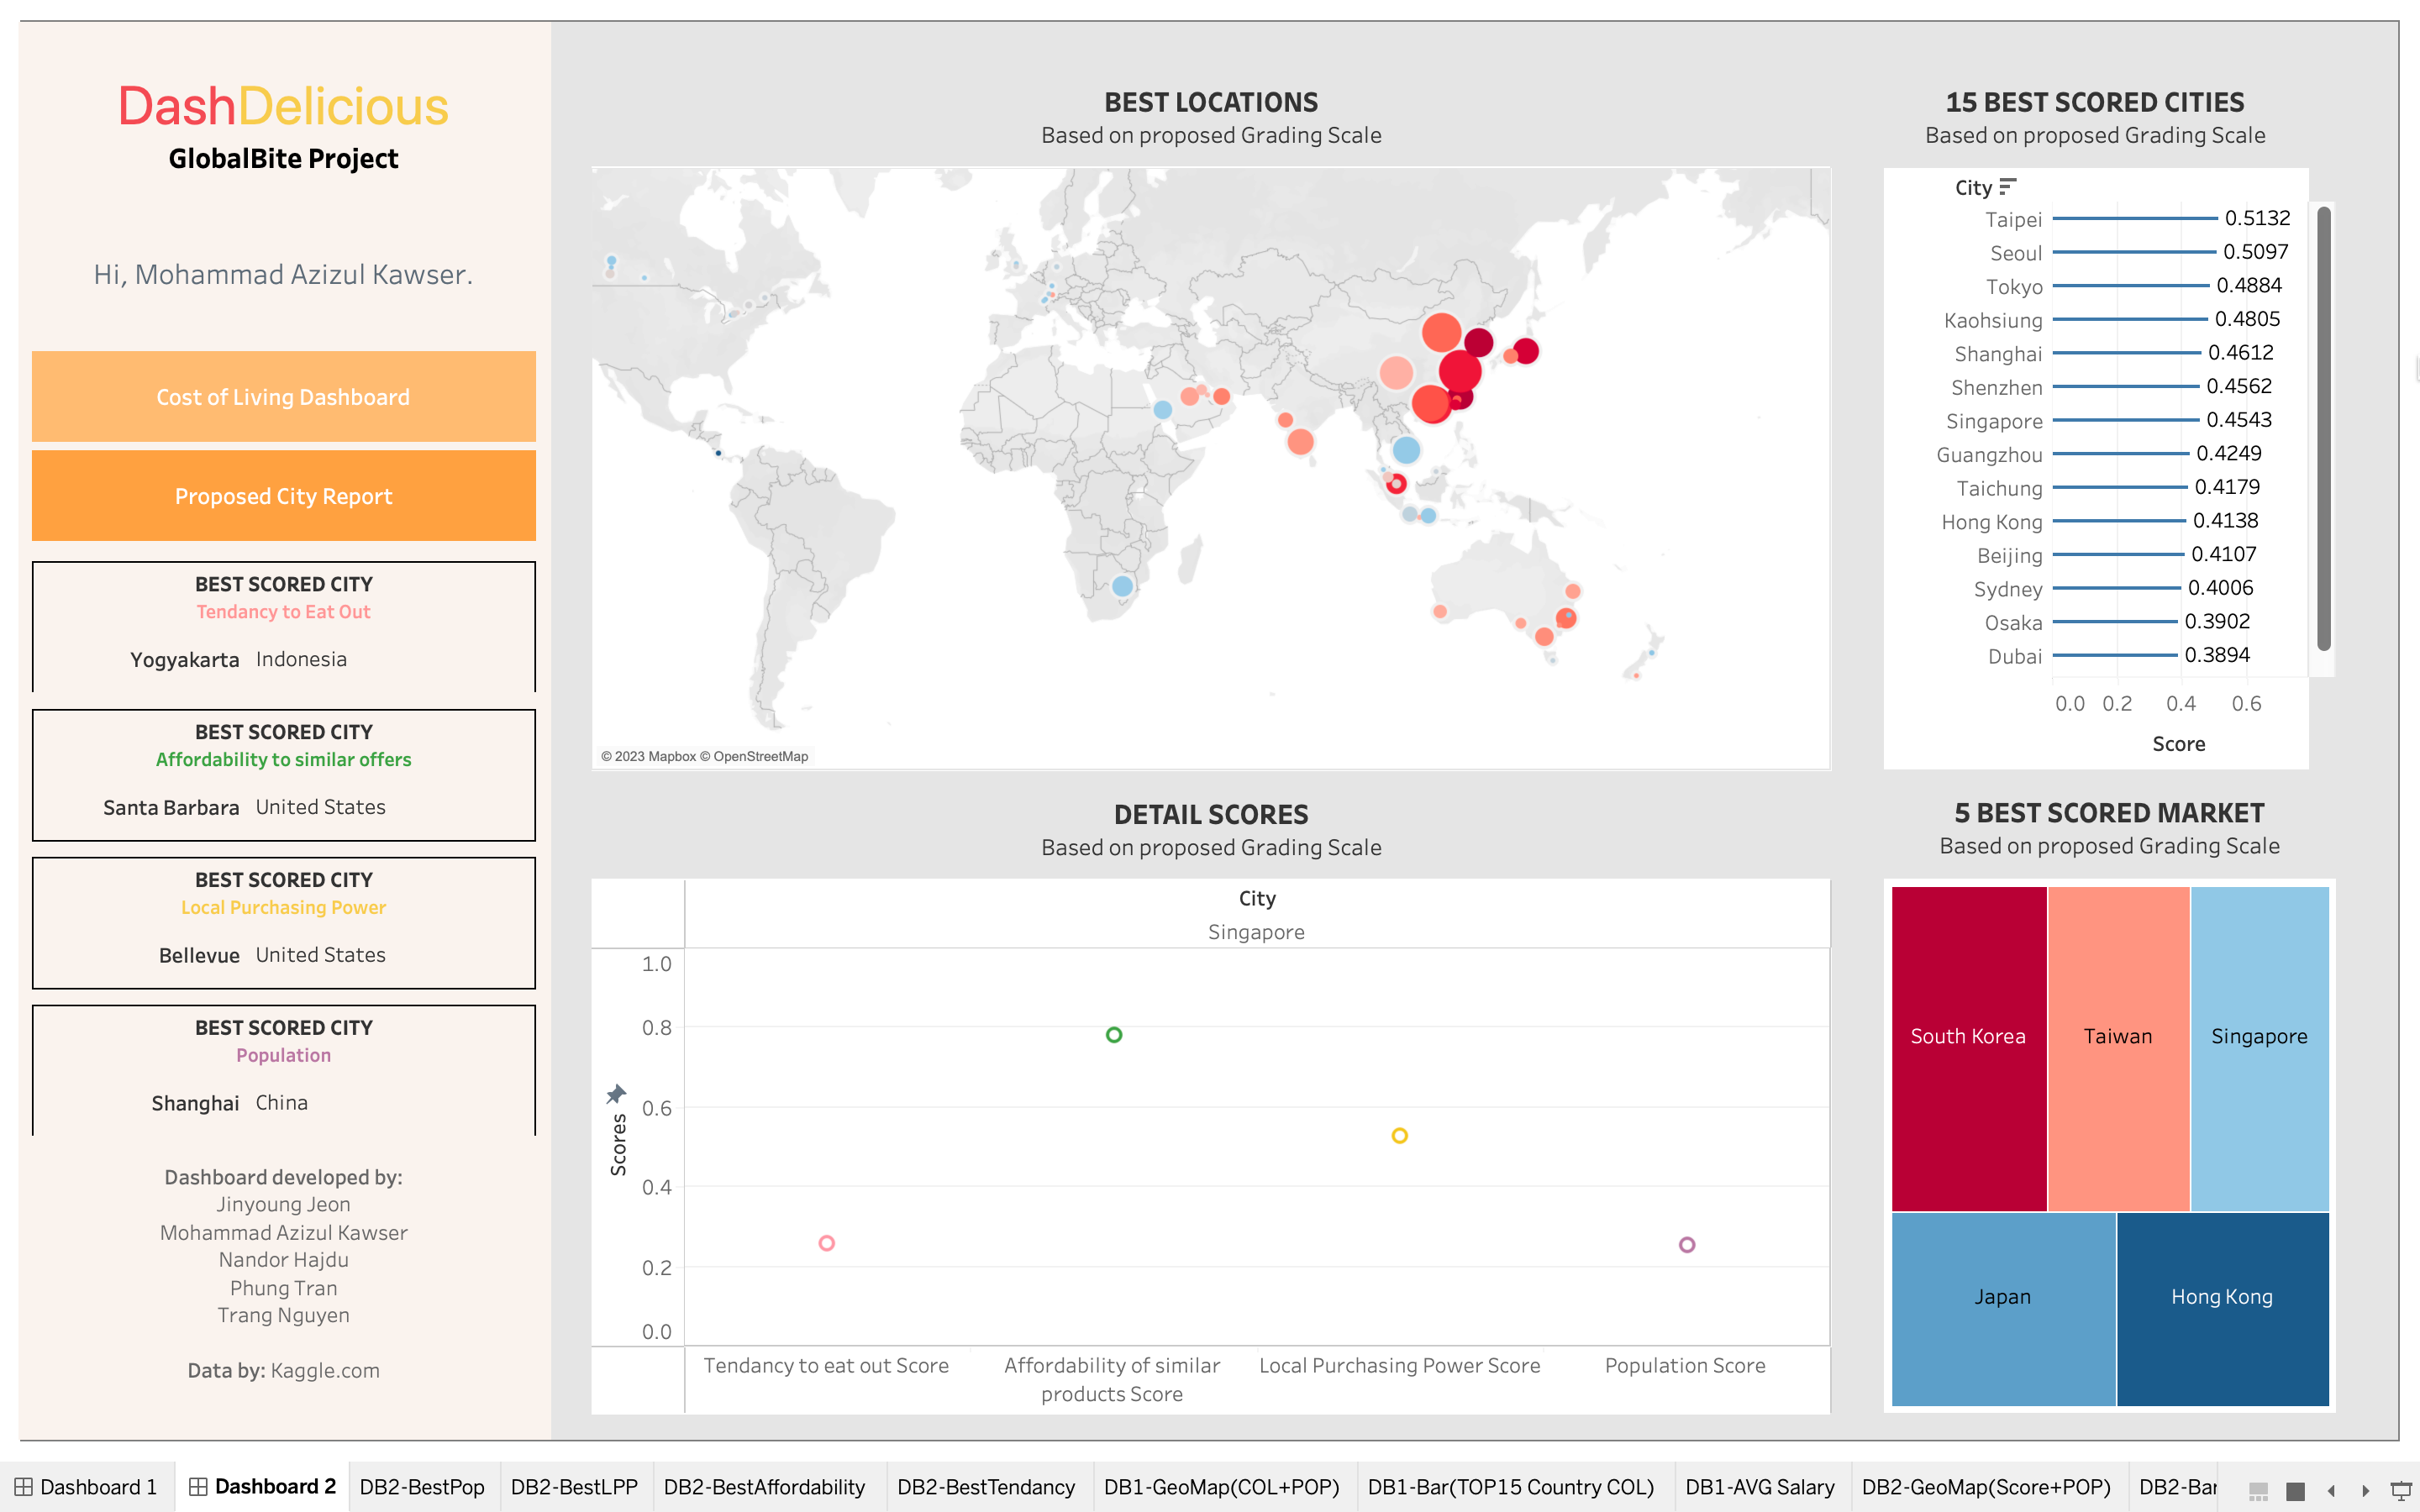 DashDelicious
GlobalBite Project
Hi, Mohammad Azizul Kawser.
Cost of Living Dashboard
Proposed City Report
BEST SCORED CITY
Tendancy to Eat Out
Yogyakarta Indonesia
BEST SCORED CITY
Affordability to similar offers
Santa Barbara United States
BEST SCORED CITY
Local Purchasing Power
Bellevue United States
BEST SCORED CITY
Population
Shanghai China
Dashboard developed by:
Jinyoung Jeon
Mohammad Azizul Kawser
Nandor Hajdu
Phung Tran
Trang Nguyen
Data by: Kaggle.com
BEST LOCATIONS
Based on proposed Grading Scale
© 2023 Mapbox © OpenStreetMap
15 BEST SCORED CITIES
Based on proposed Grading Scale
City
Taipei 0.5132
Seoul 0.5097
Tokyo 0.4884
Kaohsiung 0.4805
Shanghai 0.4612
Shenzhen 0.4562
Singapore 0.4543
Guangzhou 0.4249
Taichung 0.4179
Hong Kong 0.4138
Beijing 0.4107
Sydney 0.4006
Osaka 0.3902
Dubai 0.3894
0.0 0.2 0.4 0.6
Score
DETAIL SCORES
Based on proposed Grading Scale
City
Singapore
1.0
0.8
0.6
0.4
0.2
0.0
Scores
Tendancy to eat out Score
Affordability of similar
products Score
Local Purchasing Power Score
Population Score
5 BEST SCORED MARKET
Based on proposed Grading Scale
South Korea
Taiwan
Singapore
Japan
Hong Kong
Dashboard 1 Dashboard 2 DB2-BestPop DB2-BestLPP DB2-BestAffordability DB2-BestTendancy DB1-GeoMap(COL+POP) DB1-Bar(TOP15 Country COL) DB1-AVG Salary DB2-GeoMap(Score+POP) DB2-Bar